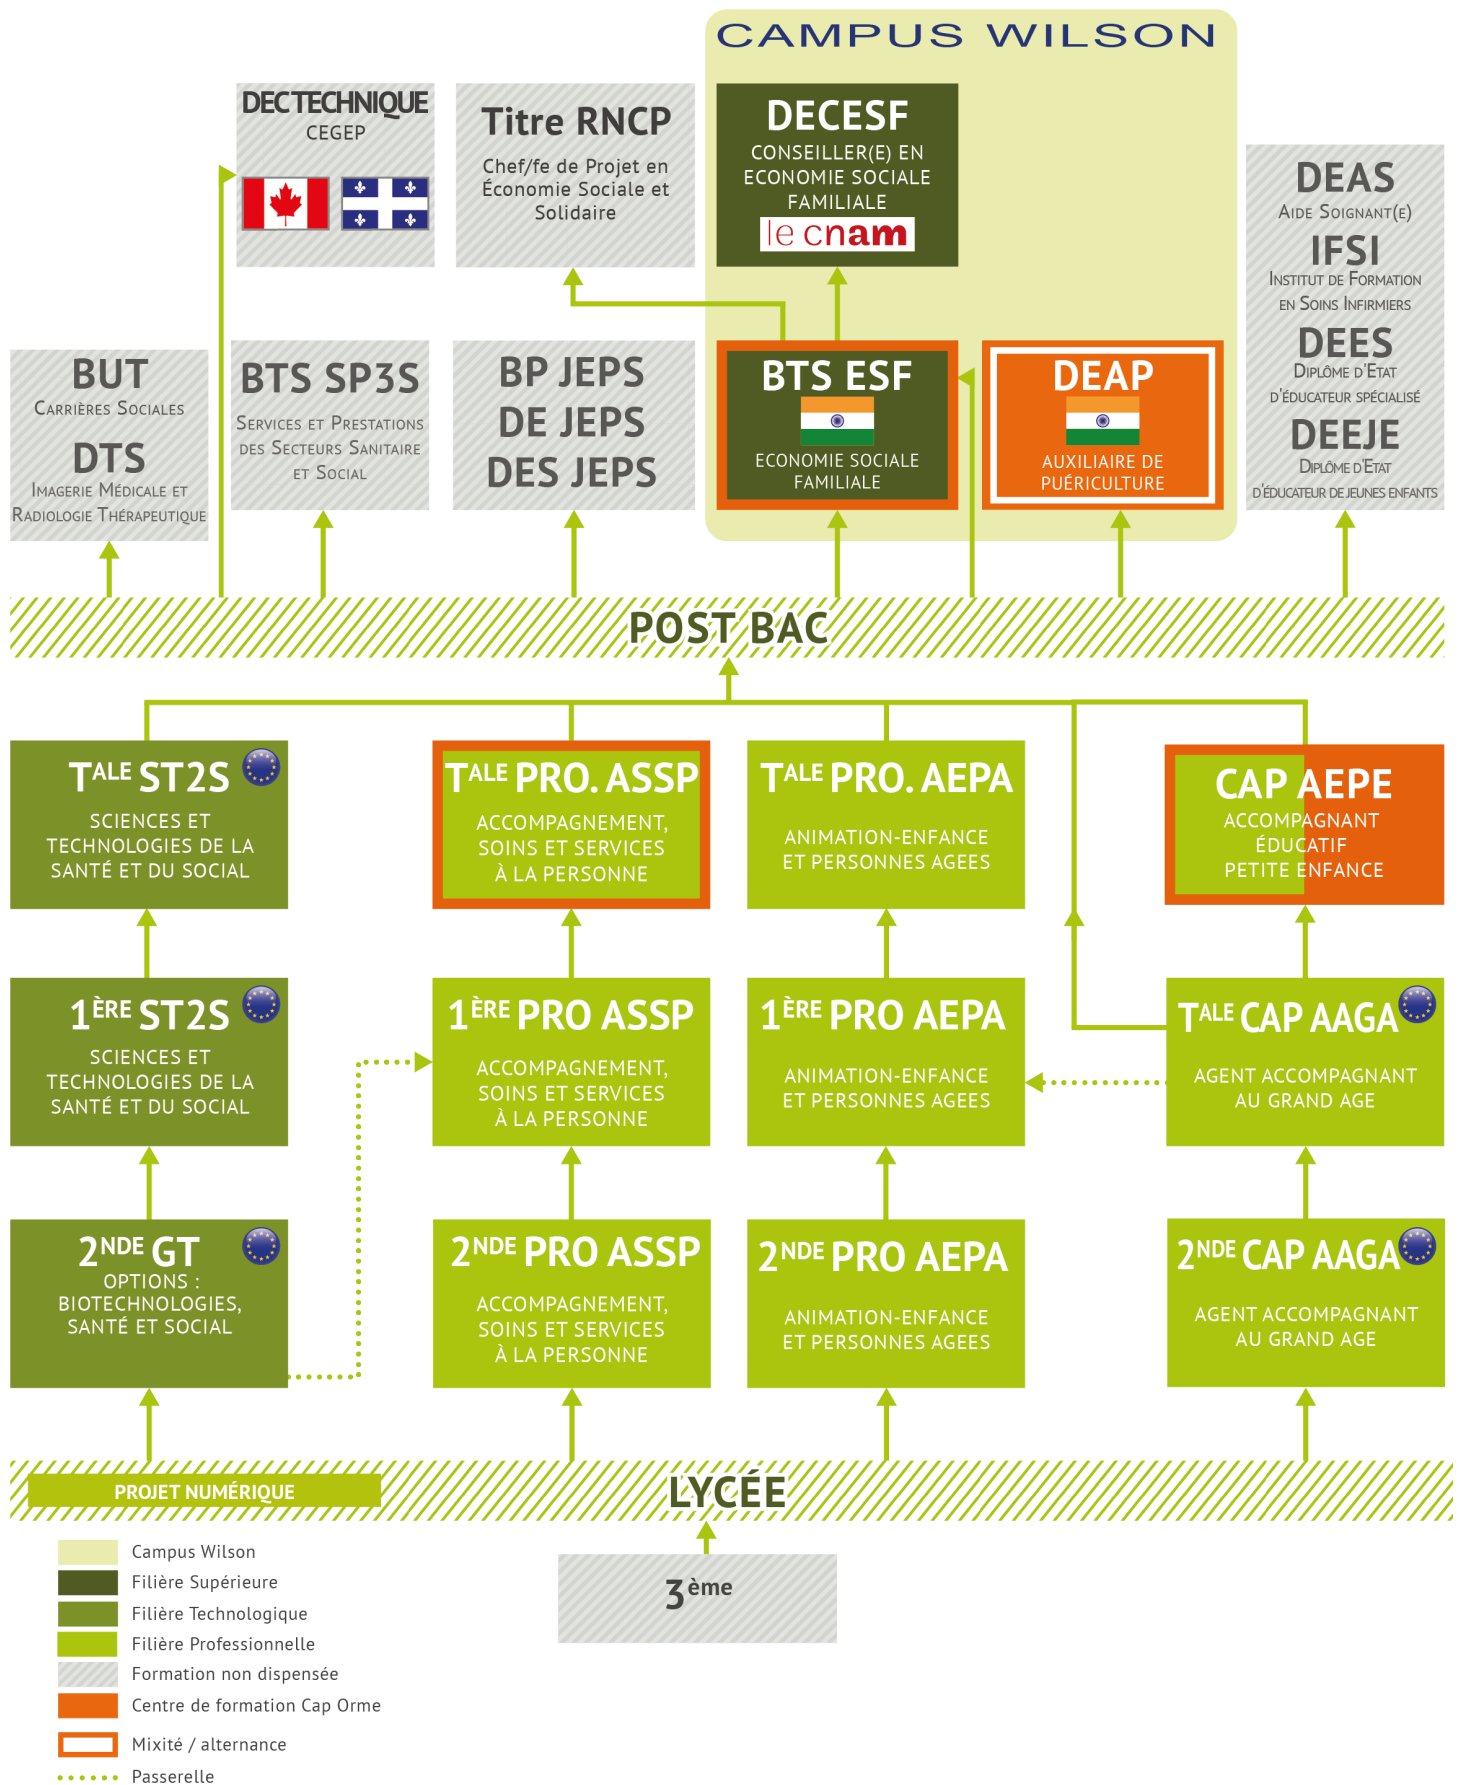 CAMPUS WILSON
DEC TECHNIQUE
CEGEP
Titre RNCP
Chef/fe de Projet en
Économie Sociale et
Solidaire
DECESF
CONSEILLER(E) EN
ECONOMIE SOCIALE
FAMILIALE
le cnam
DEAS
Aide Soignant(e)
IFSI
Institut de Formation
en Soins Infirmiers
DEES
Diplôme d'Etat
d'éducateur spécialisé
DEEJE
Diplôme d'Etat
d'éducateur de jeunes enfants
BUT
Carrières Sociales
DTS
Imagerie Médicale et
Radiologie Thérapeutique
BTS SP3S
Services et Prestations
des Secteurs Sanitaire
et Social
BP JEPS
DE JEPS
DES JEPS
BTS ESF
ECONOMIE SOCIALE
FAMILIALE
DEAP
AUXILIAIRE DE
PUÉRICULTURE
POST BAC
TALE ST2S
SCIENCES ET
TECHNOLOGIES DE LA
SANTÉ ET DU SOCIAL
TALE PRO. ASSP
ACCOMPAGNEMENT,
SOINS ET SERVICES
À LA PERSONNE
TALE PRO. AEPA
ANIMATION-ENFANCE
ET PERSONNES AGEES
CAP AEPE
ACCOMPAGNANT
ÉDUCATIF
PETITE ENFANCE
1ÈRE ST2S
SCIENCES ET
TECHNOLOGIES DE LA
SANTÉ ET DU SOCIAL
1ÈRE PRO ASSP
ACCOMPAGNEMENT,
SOINS ET SERVICES
À LA PERSONNE
1ÈRE PRO AEPA
ANIMATION-ENFANCE
ET PERSONNES AGEES
TALE CAP AAGA
AGENT ACCOMPAGNANT
AU GRAND AGE
2NDE GT
OPTIONS :
BIOTECHNOLOGIES,
SANTÉ ET SOCIAL
2NDE PRO ASSP
ACCOMPAGNEMENT,
SOINS ET SERVICES
À LA PERSONNE
2NDE PRO AEPA
ANIMATION-ENFANCE
ET PERSONNES AGEES
2NDE CAP AAGA
AGENT ACCOMPAGNANT
AU GRAND AGE
PROJET NUMÉRIQUE
LYCÉE
3ème
Campus Wilson
Filière Supérieure
Filière Technologique
Filière Professionnelle
Formation non dispensée
Centre de formation Cap Orme
Mixité / alternance
Passerelle